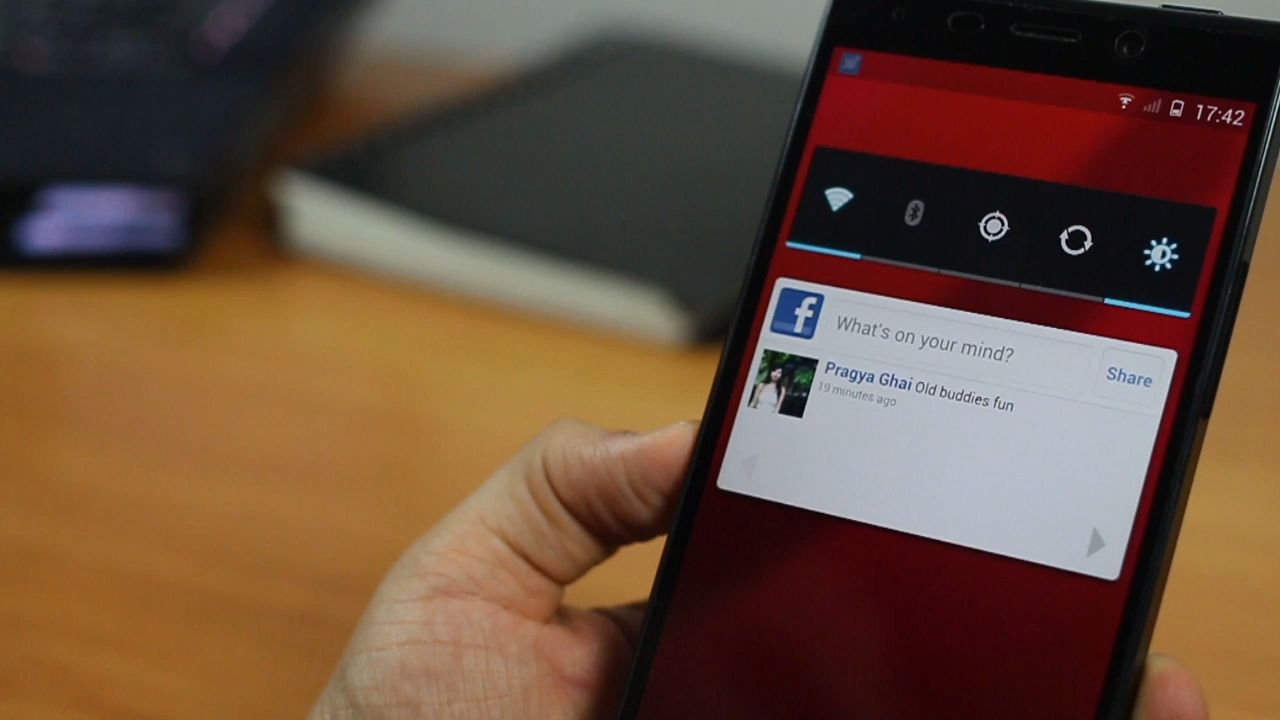 17:42
f
What's on your mind?
Share
Pragya Ghai Old buddies fun
19 minutes ago